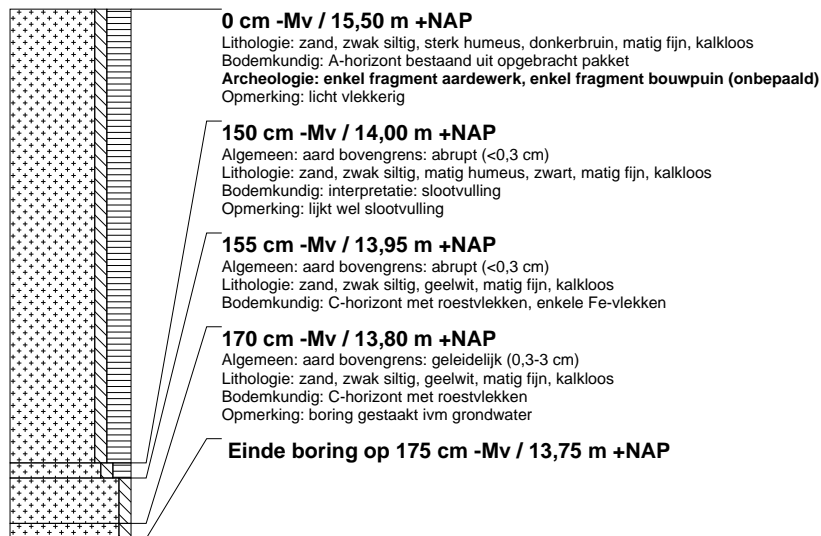 0 cm -Mv / 15,50 m +NAP
Lithologie: zand, zwak siltig, sterk humeus, donkerbruin, matig fijn, kalkloos
Bodemkundig: A-horizont bestaand uit opgebracht pakket
Archeologie: enkel fragment aardewerk, enkel fragment bouwpuin (onbepaald)
Opmerking: licht vlekkerig
150 cm -Mv / 14,00 m +NAP
Algemeen: aard bovengrens: abrupt (<0,3 cm)
Lithologie: zand, zwak siltig, matig humeus, zwart, matig fijn, kalkloos
Bodemkundig: interpretatie: slootvulling
Opmerking: lijkt wel slootvulling
155 cm -Mv / 13,95 m +NAP
Algemeen: aard bovengrens: abrupt (<0,3 cm)
Lithologie: zand, zwak siltig, geelwit, matig fijn, kalkloos
Bodemkundig: C-horizont met roestvlekken, enkele Fe-vlekken
170 cm -Mv / 13,80 m +NAP
Algemeen: aard bovengrens: geleidelijk (0,3-3 cm)
Lithologie: zand, zwak siltig, geelwit, matig fijn, kalkloos
Bodemkundig: C-horizont met roestvlekken
Opmerking: boring gestaakt ivm grondwater
Einde boring op 175 cm -Mv / 13,75 m +NAP